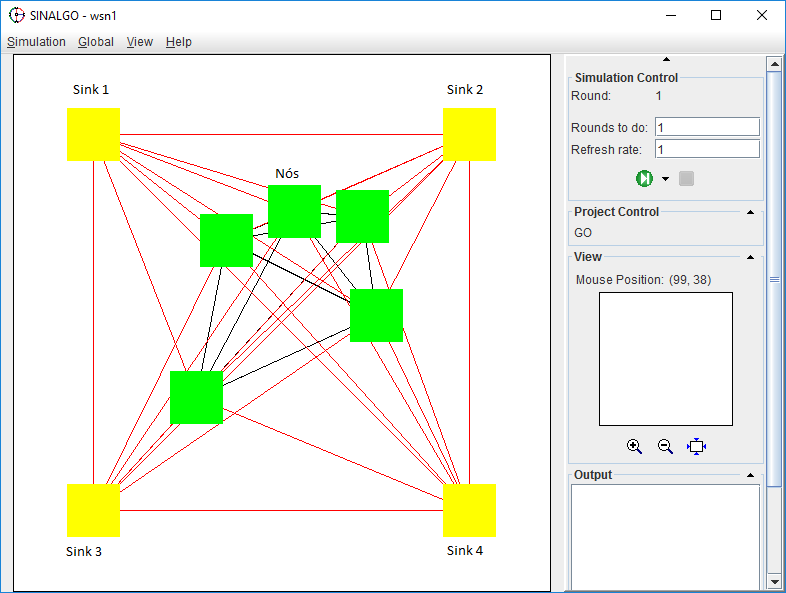 SINALGO - wsn1
Simulation Global View Help
Sink 1
Sink 2
Nós
Sink 3
Sink 4
Simulation Control
Round: 1
Rounds to do: 1
Refresh rate: 1
Project Control
GO
View
Mouse Position: (99, 38)
Output